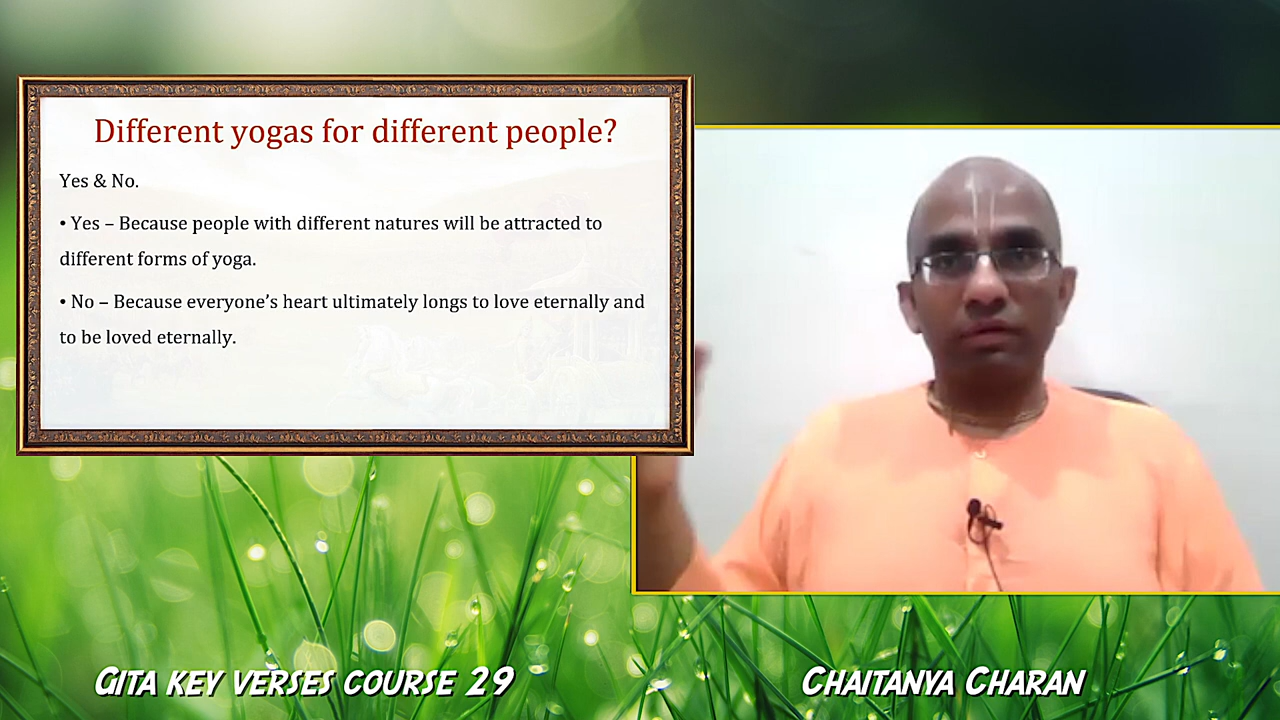 Different yogas for different people?
Yes & No.
• Yes – Because people with different natures will be attracted to
different forms of yoga.
• No – Because everyone’s heart ultimately longs to love eternally and
to be loved eternally.
GITA KEY VERSES COURSE 29
CHAITANYA CHARAN